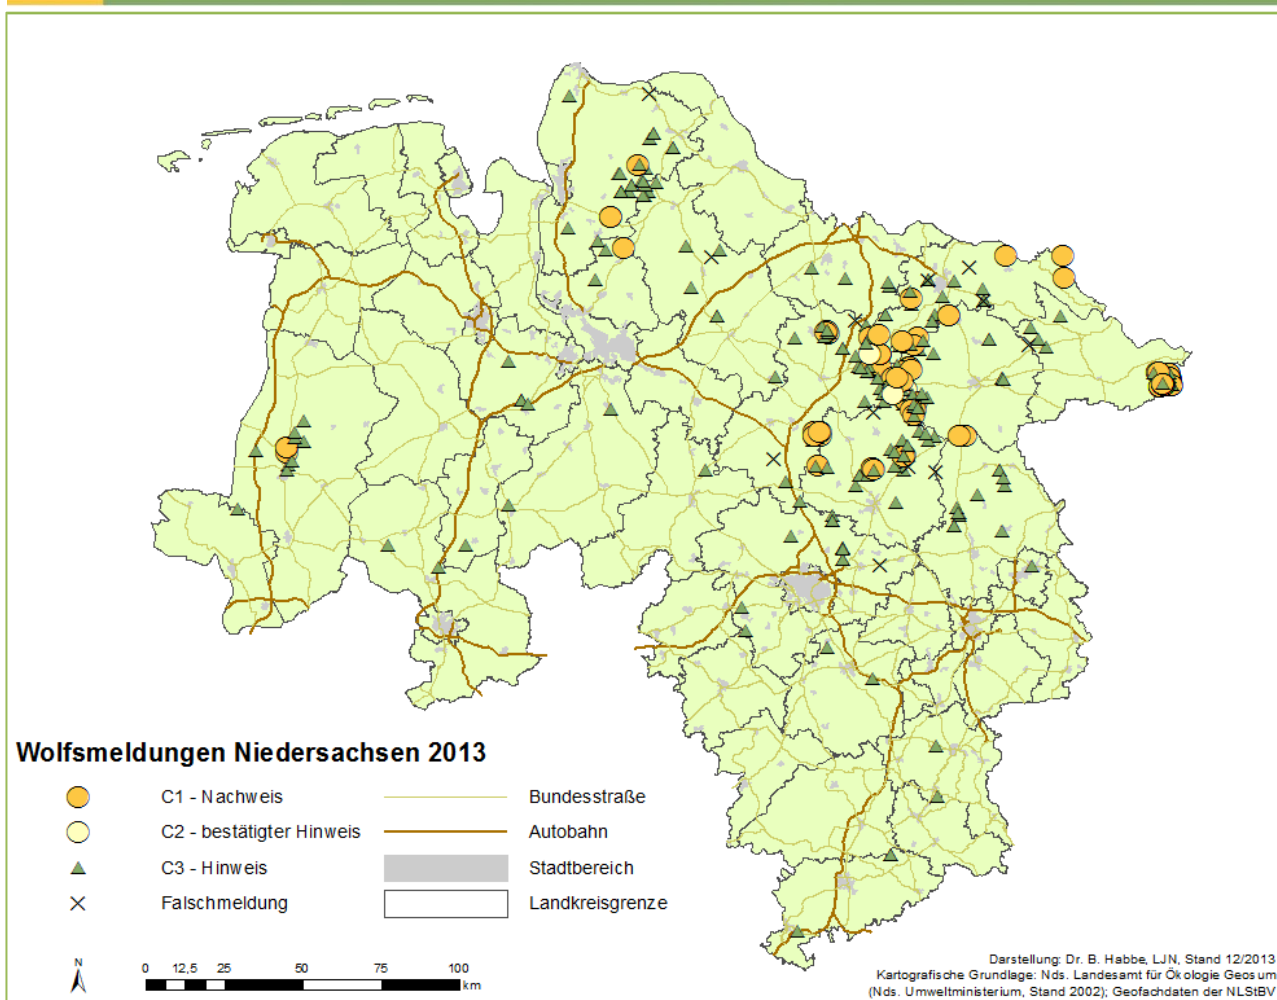 Wolfsmeldungen Niedersachsen 2013
C1 - Nachweis
Bundesstraße
C2 - bestätigter Hinweis
Autobahn
C3 - Hinweis
Stadtbereich
Falschmeldung
Landkreisgrenze
N
0 12,5 25 50 75 100
km
Darstellung: Dr. B. Habbe, LJN, Stand 12/2013
Kartografische Grundlage: Nds. Landesamt für Ökologie Geosum
(Nds. Umweltministerium, Stand 2002); Geofachdaten der NLStBV